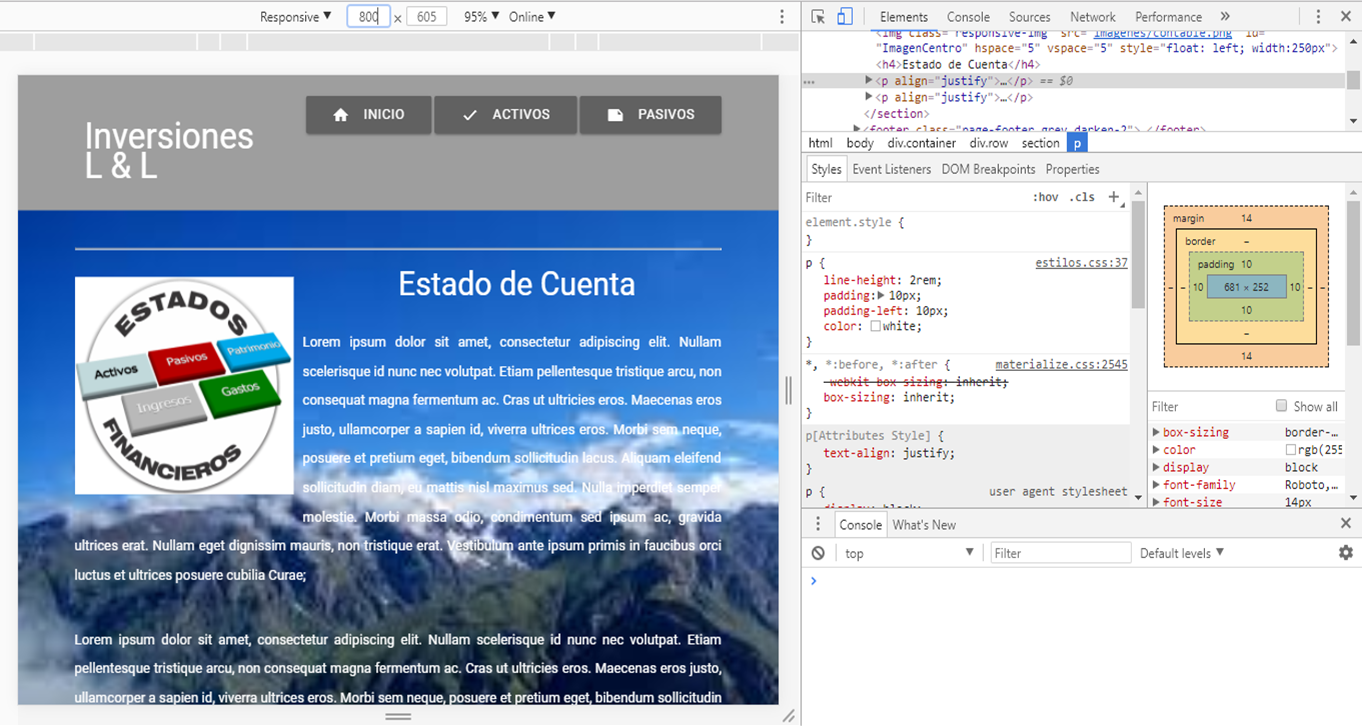 Responsive ▼ 800 × 605 95% ▼ Online ▼
Inversiones
L & L
INICIO
ACTIVOS
PASIVOS
Estado de Cuenta
ESTADOS
Activos
Pasivos
Patrimonio
Ingresos
Gastos
FINANCIEROS
Lorem ipsum dolor sit amet, consectetur adipiscing elit. Nullam
scelerisque id nunc nec volutpat. Etiam pellentesque tristique arcu, non
consequat magna fermentum ac. Cras ut ultricies eros. Maecenas eros
justo, ullamcorper a sapien id, viverra ultrices eros. Morbi sem neque,
posuere et pretium eget, bibendum sollicitudin lacus. Aliquam eleifend
sollicitudin diam, eu mattis nisl maximus sed. Nulla imperdiet semper
molestie. Morbi massa odio, condimentum sed ipsum ac, gravida
ultrices erat. Nullam eget dignissim mauris, non tristique erat. Vestibulum ante ipsum primis in faucibus orci
luctus et ultrices posuere cubilia Curae;
Lorem ipsum dolor sit amet, consectetur adipiscing elit. Nullam scelerisque id nunc nec volutpat. Etiam
pellentesque tristique arcu, non consequat magna fermentum ac. Cras ut ultricies eros. Maecenas eros justo,
ullamcorper a sapien id, viverra ultrices eros. Morbi sem neque, posuere et pretium eget, bibendum sollicitudin
Elements Console Sources Network Performance »
<img class="responsive-img" src="imagenes/contable.png" id=
"ImagenCentro" hspace="5" vspace="5" style="float: left; width:250px">
<h4>Estado de Cuenta</h4>
… ▶<p align="justify">…</p> == $0
▶<p align="justify">…</p>
</section>
▶<footer class="page-footer grey darken-2">…</footer>
html body div.container div.row section p
Styles Event Listeners DOM Breakpoints Properties
Filter :hov .cls +
element.style {
}
p { estilos.css:37
line-height: 2rem;
padding:▶ 10px;
padding-left: 10px;
color: white;
}
*, *:before, *:after { materialize.css:2545
-webkit-box-sizing: inherit;
box-sizing: inherit;
}
p[Attributes Style] {
text-align: justify;
}
p { user agent stylesheet
display: block;
margin 14
border –
padding 10
– – 10 681 × 252 10 – –
10
–
14
Filter Show all
▶ box-sizing border-…
▶ color rgb(255
▶ display block
▶ font-family Roboto,…
▶ font-size 14px
Console What's New
top ▼ Filter Default levels ▼